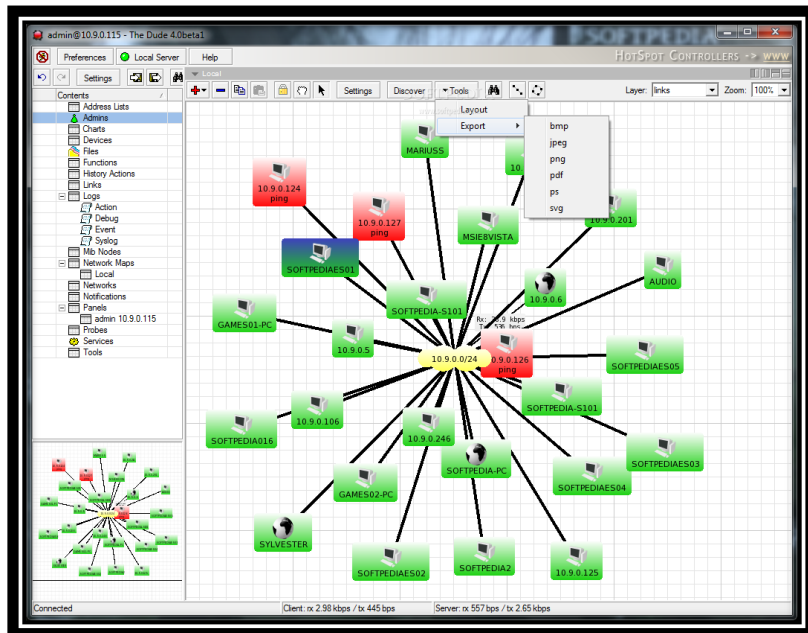 admin@10.9.0.115 - The Dude 4.0beta1
SOFTPEDIA
Preferences
Local Server
Help
HotSpot Controllers -> www
Settings
Local
Settings
Discover
Tools
Layer:
links
Zoom:
100%
Contents
Address Lists
Admins
Charts
Devices
Files
Functions
History Actions
Links
Logs
Action
Debug
Event
Syslog
Mib Nodes
Network Maps
Local
Networks
Notifications
Panels
admin 10.9.0.115
Probes
Services
Tools
Layout
Export
bmp
jpeg
png
pdf
ps
svg
MARIUSS
10.9.0.124
ping
10.9.0.127
ping
10.9.0.201
MSIE8VISTA
SOFTPEDIAES01
AUDIO
10.9.0.6
SOFTPEDIA-S101
GAMES01-PC
10.9.0.5
10.9.0.0/24
10.9.0.126
ping
SOFTPEDIAES05
SOFTPEDIA-S101
10.9.0.106
SOFTPEDIA016
10.9.0.246
SOFTPEDIA-PC
SOFTPEDIAES03
GAMES02-PC
SOFTPEDIAES04
SYLVESTER
SOFTPEDIAES02
SOFTPEDIA2
10.9.0.125
Connected
Client: rx 2.98 kbps / tx 445 bps
Server: rx 557 bps / tx 2.65 kbps